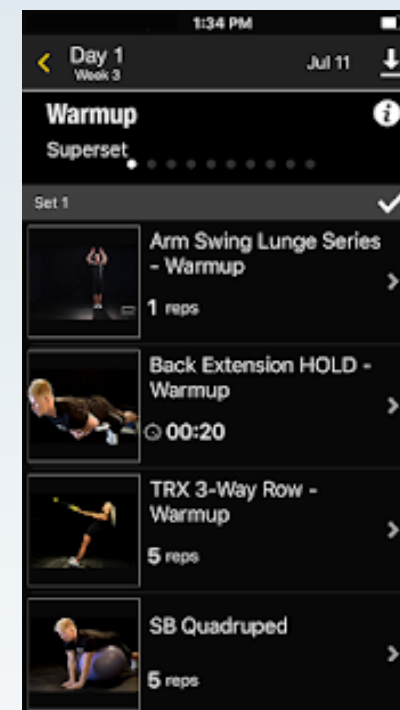 1:34 PM
Day 1
Week 3
Jul 11
Warmup
Superset
Set 1
Arm Swing Lunge Series
- Warmup
1 reps
Back Extension HOLD -
Warmup
00:20
TRX 3-Way Row -
Warmup
5 reps
SB Quadruped
5 reps